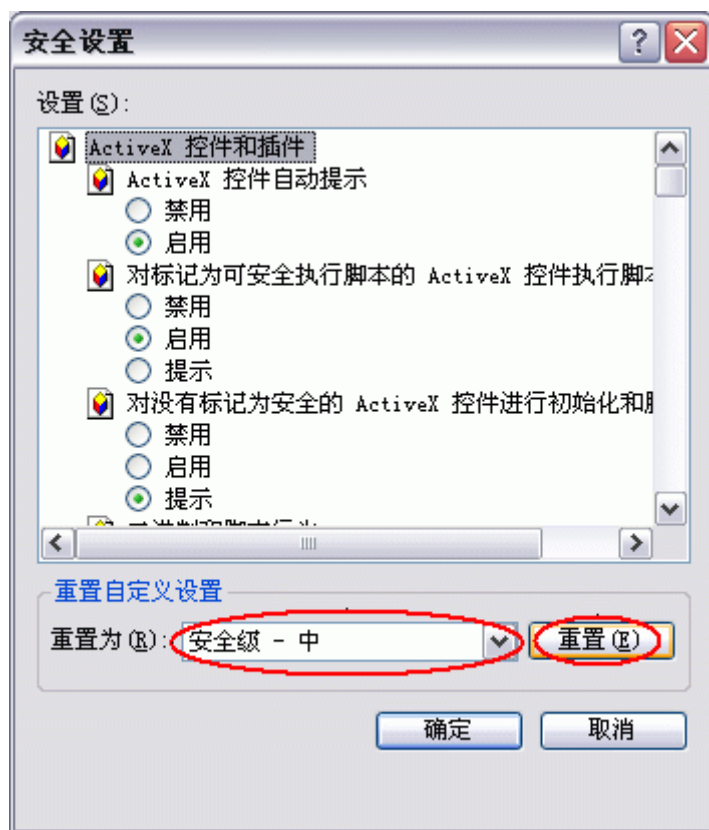 安全设置
设置(S):
ActiveX 控件和插件
ActiveX 控件自动提示
禁用
启用
对标记为可安全执行脚本的 ActiveX 控件执行脚
禁用
启用
提示
对没有标记为安全的 ActiveX 控件进行初始化和
禁用
启用
提示
重置自定义设置
重置为(R): 安全级 - 中 重置(E)
确定 取消